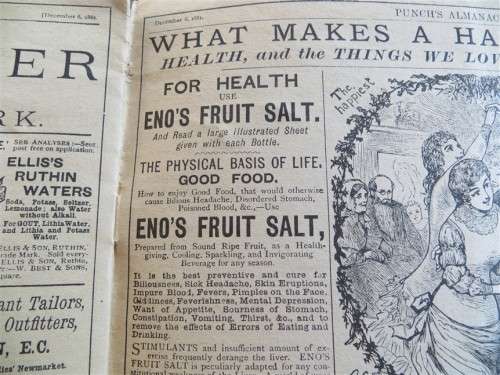 [December 6, 188
ER
RK.
SEE ANALYSES:—Sent
post free on application.
ELLIS'S
RUTHIN
WATERS
Soda, Potass, Seltzer,
Lemonade; also Water
without Alkali.
For GOUT, Lithia Water,
and Lithia and Potass
Water.
ELLIS & SON, RUTHIN,
rade Mark. Sold every-
ELLIS & SON, Ruthin,
—W. BEST & SONS,
uare.
ant Tailors,
Outfitters,
N, E.C.
ies' Newmarket.
December 6, 188
PUNCH'S ALMANAC
WHAT MAKES A HA
HEALTH, and the THINGS WE LOV
FOR HEALTH
USE
ENO'S FRUIT SALT.
And Read a large Illustrated Sheet
given with each Bottle.
THE PHYSICAL BASIS OF LIFE.
GOOD FOOD.
How to enjoy Good Food, that would otherwise
cause Bilious Headache, Disordered Stomach,
Poisoned Blood, &c.,—Use
ENO'S FRUIT SALT,
Prepared from Sound Ripe Fruit, as a Health-
giving, Cooling, Sparkling, and Invigorating
Beverage for any season.
It is the best preventive and cure for
Biliousness, Sick Headache, Skin Eruptions,
Impure Blood, Fevers, Pimples on the Face,
Giddiness, Feverishness, Mental Depression,
Want of Appetite, Sourness of Stomach,
Constipation, Vomiting, Thirst, &c., and to
remove the effects of Errors of Eating and
Drinking.
STIMULANTS and insufficient amount of ex-
ercise frequently derange the liver. ENO'S
FRUIT SALT is peculiarly adapted for any con-
The happiest